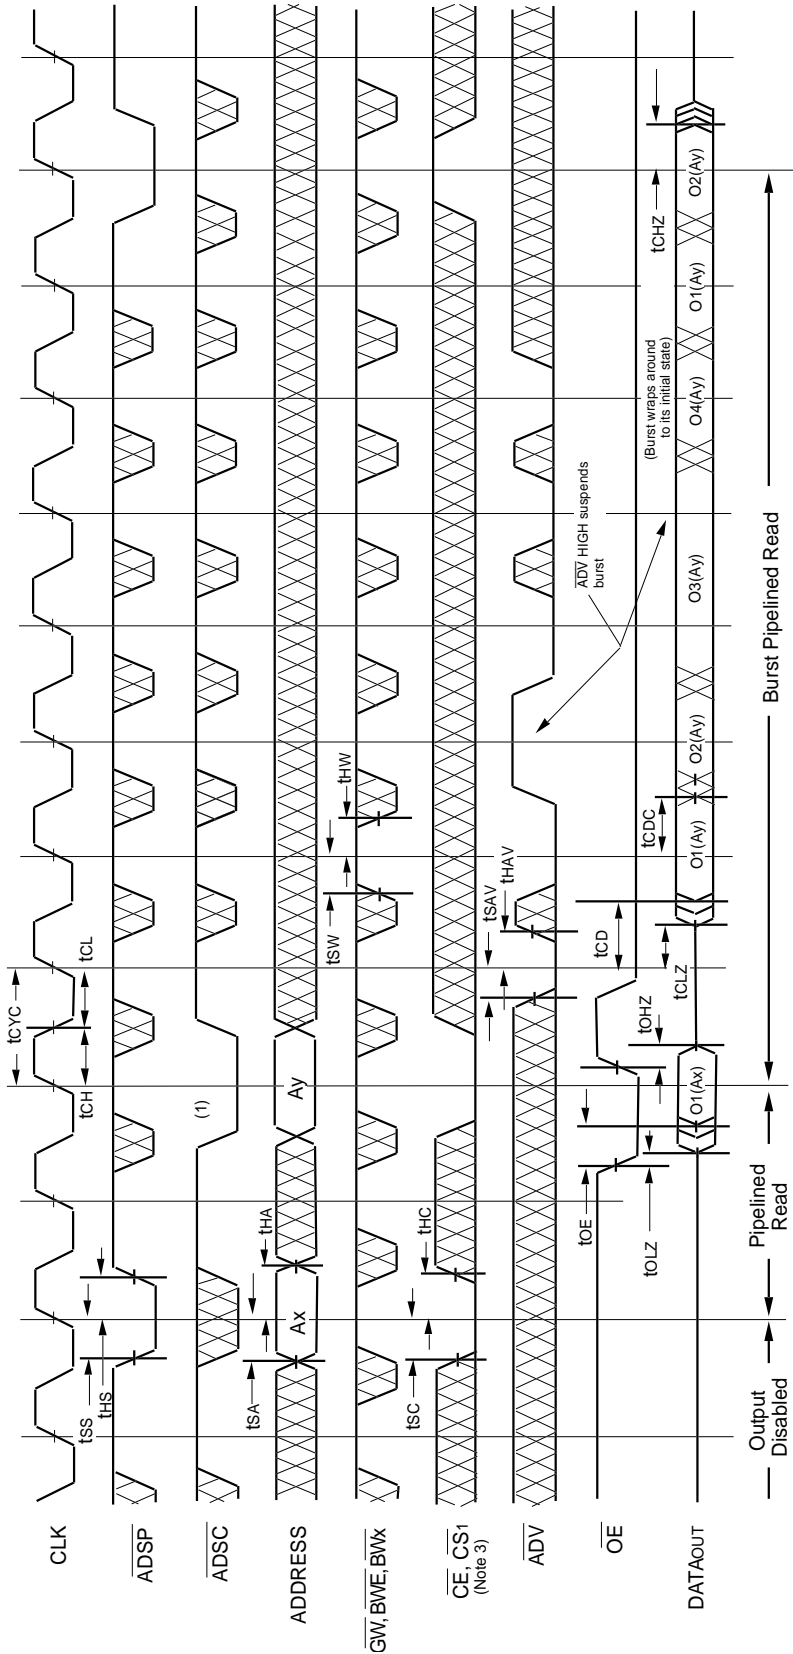 CLK
ADSP
ADSC
ADDRESS
GW, BWE, BWx
CE, CS1
(Note 3)
ADV
OE
DATAOUT
tCYC
tCH
tCL
tSS
tHS
(1)
tSA
tHA
Ax
Ay
tSW
tHW
tSC
tHC
tSAV
tHAV
ADV HIGH suspends
burst
tOE
tOLZ
tOHZ
tCD
tCLZ
tCDC
tCHZ
(Burst wraps around
to its initial state)
O1(Ax)
O1(Ay)
O2(Ay)
O3(Ay)
O4(Ay)
O1(Ay)
O2(Ay)
Output
Disabled
Pipelined
Read
Burst Pipelined Read